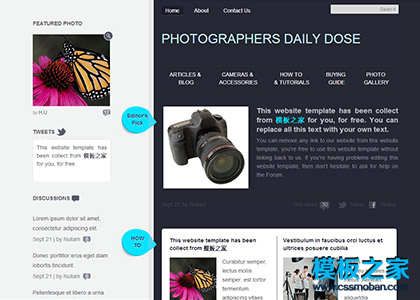 Home About Contact Us
Search
FEATURED PHOTO
PHOTOGRAPHERS DAILY DOSE
ARTICLES & BLOG
CAMERAS & ACCESSORIES
HOW TO & TUTORIALS
BUYING GUIDE
PHOTO GALLERY
by H.U
Editor's Pick
This website template has been collect
from 模板之家 for you, for free. You can
replace all this text with your own text.
You can remove any link to our website from this website
template, you're free to use this website template without
linking back to us. If you're having problems editing this
website template, then don't hesitate to ask for help on
the Forum.
TWEETS
This website template has
been collect from 模板之家
for you, for free
DISCUSSIONS
Sept.21 | by Nullam
30
Tweet
Share
Lorem ipsum dolor sit amet,
consectetur adipiscing elit.
Sept.21 | by Nullam
HOW TO
This website template has been
collect from 模板之家
Vestibulum in faucibus orci luctus et
ultrices posuere cubilia
Donec porttitor eros eget diam
lobortis tincidunt.
Sept.21 | by Nullam
Curabitur semper,
lectus mollis
semper, est tortor
fermentum
adipiscing vitae
Pellentesque et libero a urna
模板之家
www.cssmoban.com